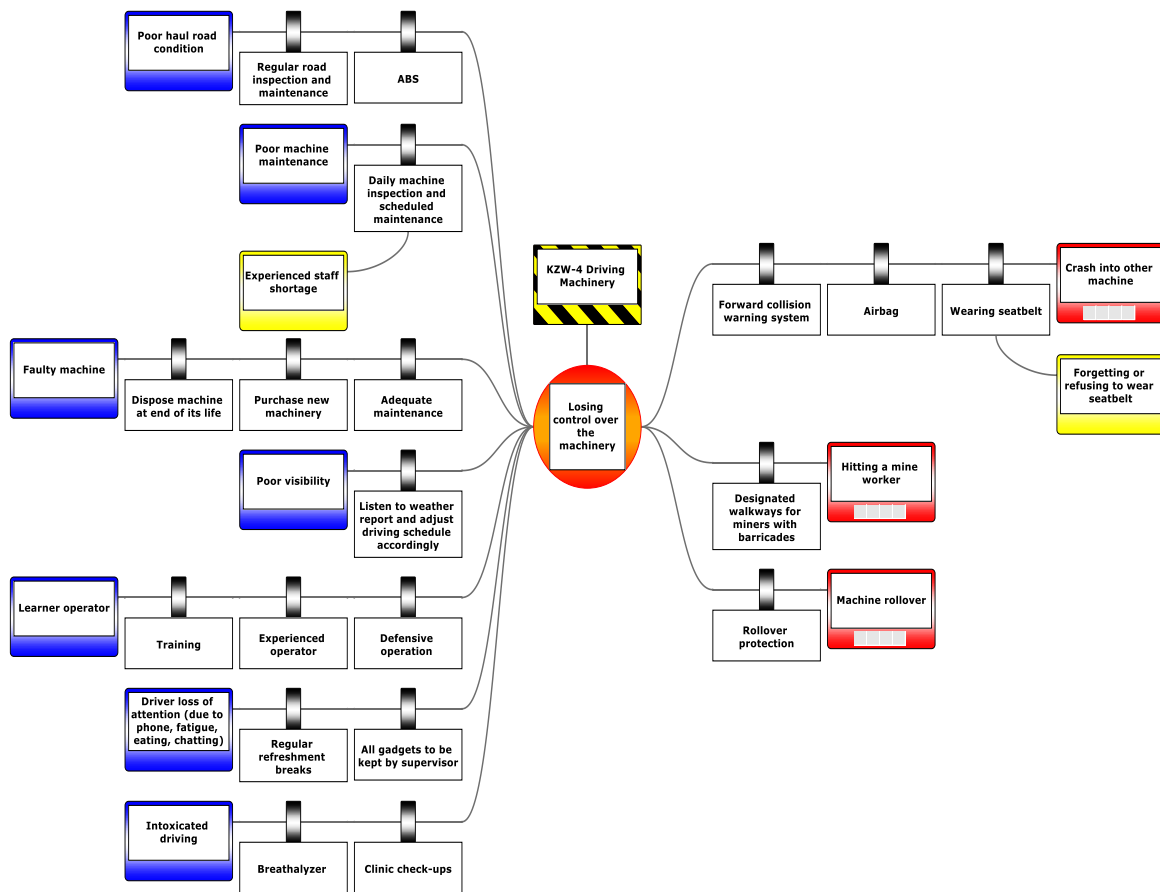 Poor haul road
condition
Regular road
inspection and
maintenance
ABS
Poor machine
maintenance
Daily machine
inspection and
scheduled
maintenance
Experienced staff
shortage
Faulty machine
Dispose machine
at end of its life
Purchase new
machinery
Adequate
maintenance
Poor visibility
Listen to weather
report and adjust
driving schedule
accordingly
Learner operator
Training
Experienced
operator
Defensive
operation
Driver loss of
attention (due to
phone, fatigue,
eating, chatting)
Regular
refreshment
breaks
All gadgets to be
kept by supervisor
Intoxicated
driving
Breathalyzer
Clinic check-ups
KZW-4 Driving
Machinery
Losing
control over
the
machinery
Forward collision
warning system
Airbag
Wearing seatbelt
Crash into other
machine
Forgetting or
refusing to wear
seatbelt
Designated
walkways for
miners with
barricades
Hitting a mine
worker
Rollover
protection
Machine rollover